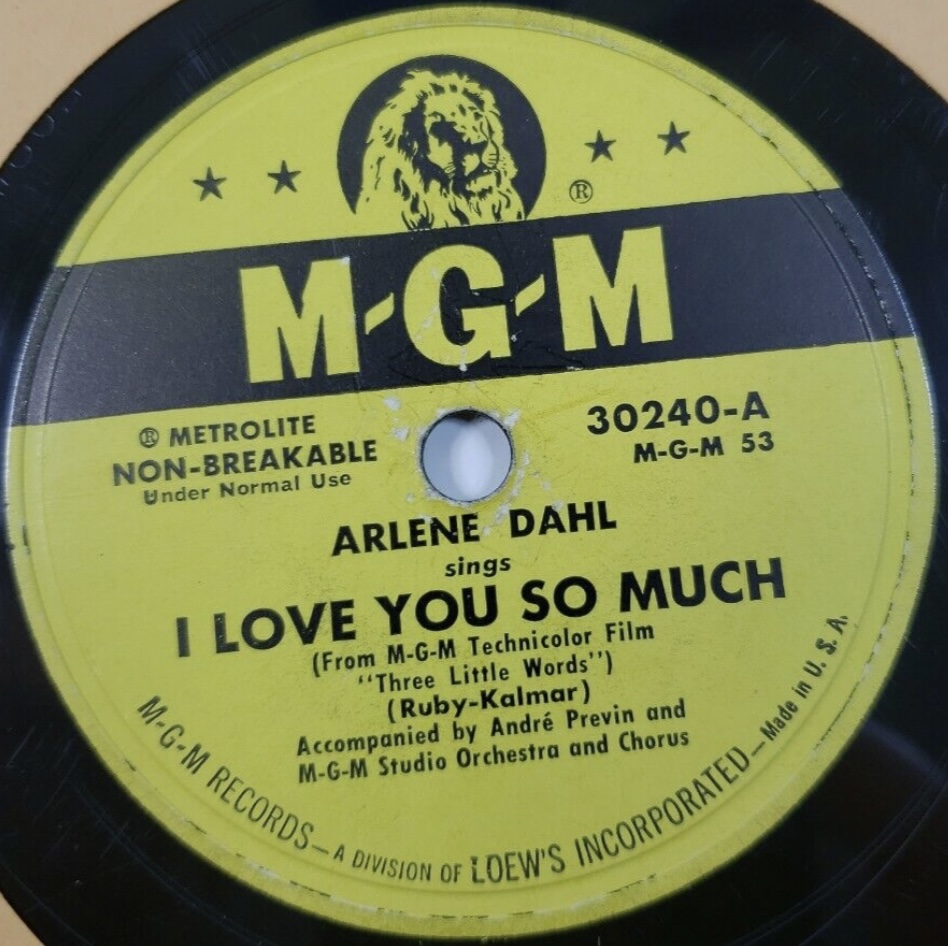 ®
M-G-M
® METROLITE
NON-BREAKABLE
Under Normal Use
30240-A
M-G-M 53
ARLENE DAHL
sings
I LOVE YOU SO MUCH
(From M-G-M Technicolor Film
“Three Little Words”)
(Ruby-Kalmar)
Accompanied by André Previn and
M-G-M Studio Orchestra and Chorus
M-G-M RECORDS—A DIVISION OF LOEW'S INCORPORATED—Made in U. S. A.